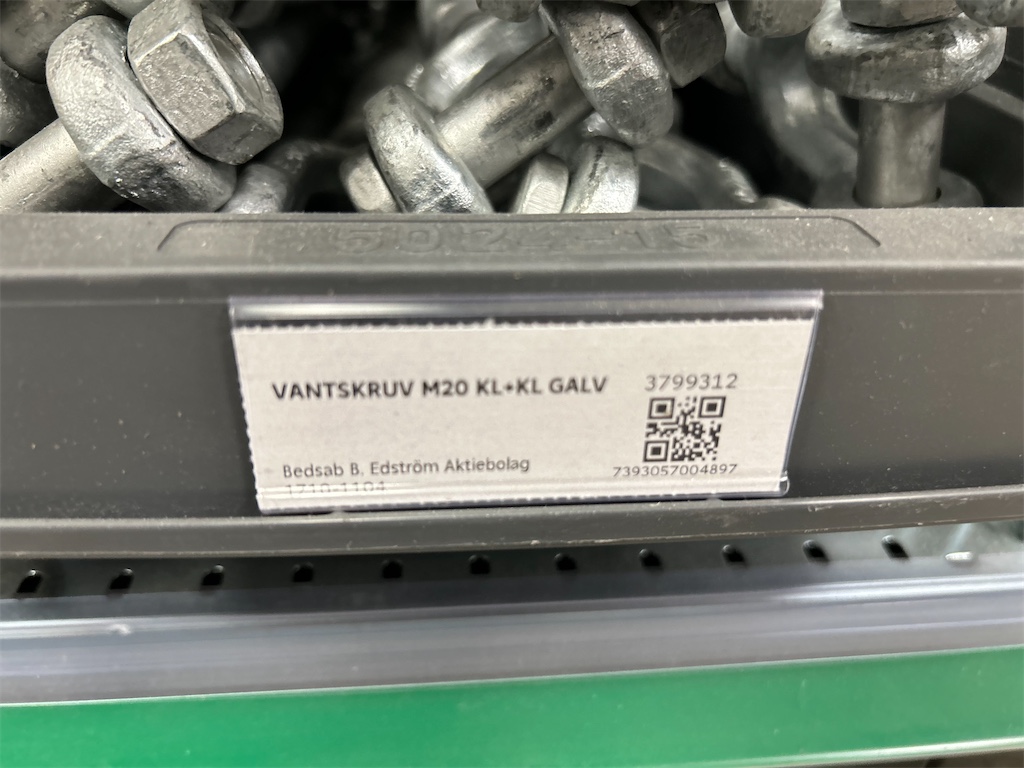 VANTSKRUV M20 KL+KL GALV
3799312
Bedsab B. Edström Aktiebolag
7393057004897